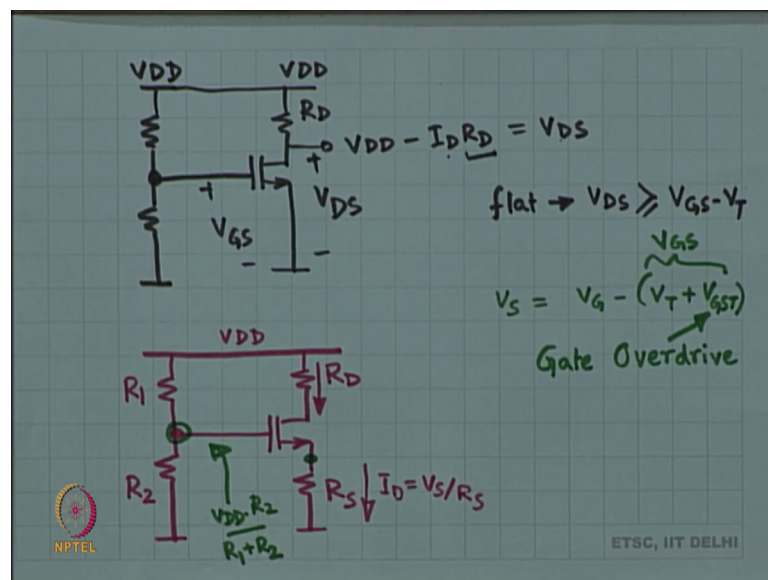 VDD VDD
RD
VDD - IDRD = VDS
+ +
VGS VDS
- -
flat → VDS ⩾ VGS-VT
VGS
VS = VG - (VT + VGST)
Gate Overdrive
VDD
R1 RD
R2 RS ID = VS/RS
VDD·R2
R1+R2
NPTEL
ETSC, IIT DELHI